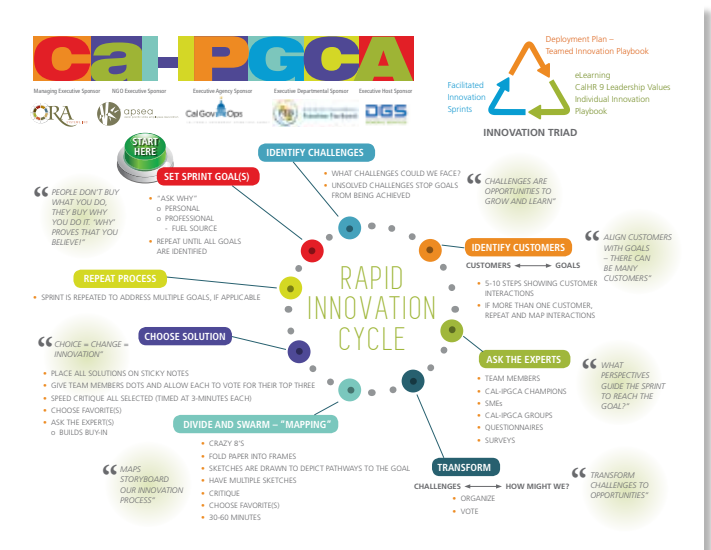 Cal-IPGCA
Managing Executive Sponsor
NGO Executive Sponsor
Executive Agency Sponsor
Executive Departmental Sponsor
Executive Host Sponsor
ORA
apsea
CalGovOps
DGS
Deployment Plan –
Teamed Innovation Playbook
Facilitated
Innovation
Sprints
eLearning
CalHR 9 Leadership Values
Individual Innovation
Playbook
INNOVATION TRIAD
START
HERE
SET SPRINT GOAL(S)
• "ASK WHY"
o PERSONAL
o PROFESSIONAL
- FUEL SOURCE
• REPEAT UNTIL ALL GOALS
ARE IDENTIFIED
“PEOPLE DON'T BUY
WHAT YOU DO,
THEY BUY WHY
YOU DO IT. “WHY”
PROVES THAT YOU
BELIEVE!”
IDENTIFY CHALLENGES
• WHAT CHALLENGES COULD WE FACE?
• UNSOLVED CHALLENGES STOP GOALS
FROM BEING ACHIEVED
“CHALLENGES ARE
OPPORTUNITIES TO
GROW AND LEARN”
IDENTIFY CUSTOMERS
CUSTOMERS ⟷ GOALS
• 5-10 STEPS SHOWING CUSTOMER
INTERACTIONS
• IF MORE THAN ONE CUSTOMER,
REPEAT AND MAP INTERACTIONS
“ALIGN CUSTOMERS
WITH GOALS
– THERE CAN
BE MANY
CUSTOMERS”
RAPID
INNOVATION
CYCLE
REPEAT PROCESS
• SPRINT IS REPEATED TO ADDRESS MULTIPLE GOALS, IF APPLICABLE
CHOOSE SOLUTION
“CHOICE = CHANGE =
INNOVATION”
• PLACE ALL SOLUTIONS ON STICKY NOTES
• GIVE TEAM MEMBERS DOTS AND ALLOW EACH TO VOTE FOR THEIR TOP THREE
• SPEED CRITIQUE ALL SELECTED (TIMED AT 3-MINUTES EACH)
• CHOOSE FAVORITE(S)
• ASK THE EXPERT(S)
o BUILDS BUY-IN
ASK THE EXPERTS
• TEAM MEMBERS
• CAL-IPGCA CHAMPIONS
• SMEs
• CAL-IPGCA GROUPS
• QUESTIONNAIRES
• SURVEYS
“WHAT
PERSPECTIVES
GUIDE THE SPRINT
TO REACH THE
GOAL?”
DIVIDE AND SWARM – “MAPPING”
• CRAZY 8'S
• FOLD PAPER INTO FRAMES
• SKETCHES ARE DRAWN TO DEPICT PATHWAYS TO THE GOAL
• HAVE MULTIPLE SKETCHES
• CRITIQUE
• CHOOSE FAVORITE(S)
• 30-60 MINUTES
“MAPS
STORYBOARD
OUR INNOVATION
PROCESS”
TRANSFORM
CHALLENGES ⟷ HOW MIGHT WE?
• ORGANIZE
• VOTE
“TRANSFORM
CHALLENGES TO
OPPORTUNITIES”